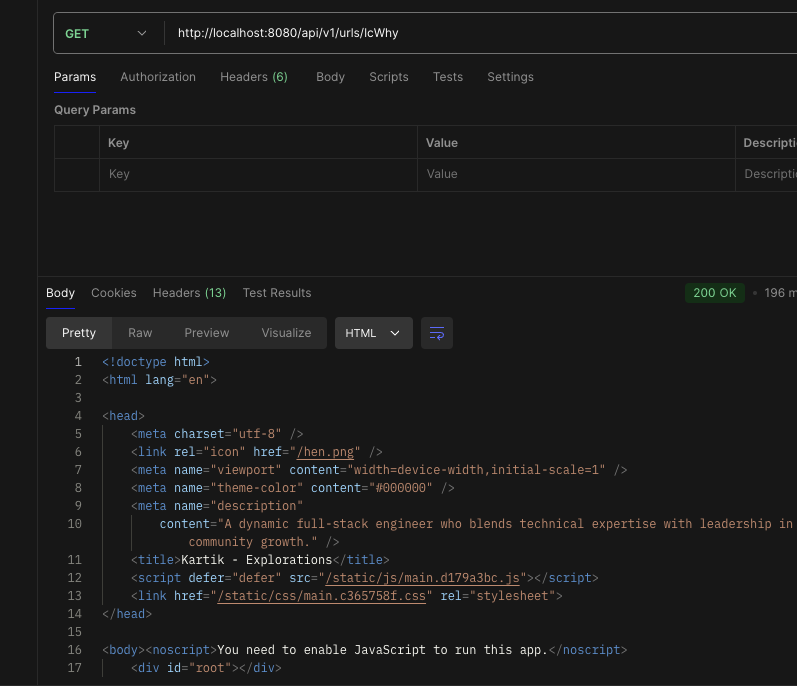 GET http://localhost:8080/api/v1/urls/lcWhy
Params Authorization Headers (6) Body Scripts Tests Settings
Query Params
Key Value Descripti
Key Value Descripti
Body Cookies Headers (13) Test Results 200 OK • 196 m
Pretty Raw Preview Visualize HTML
1 <!doctype html>
2 <html lang="en">
3
4 <head>
5 <meta charset="utf-8" />
6 <link rel="icon" href="/hen.png" />
7 <meta name="viewport" content="width=device-width,initial-scale=1" />
8 <meta name="theme-color" content="#000000" />
9 <meta name="description"
10 content="A dynamic full-stack engineer who blends technical expertise with leadership in
community growth." />
11 <title>Kartik - Explorations</title>
12 <script defer="defer" src="/static/js/main.d179a3bc.js"></script>
13 <link href="/static/css/main.c365758f.css" rel="stylesheet">
14 </head>
15
16 <body><noscript>You need to enable JavaScript to run this app.</noscript>
17 <div id="root"></div>